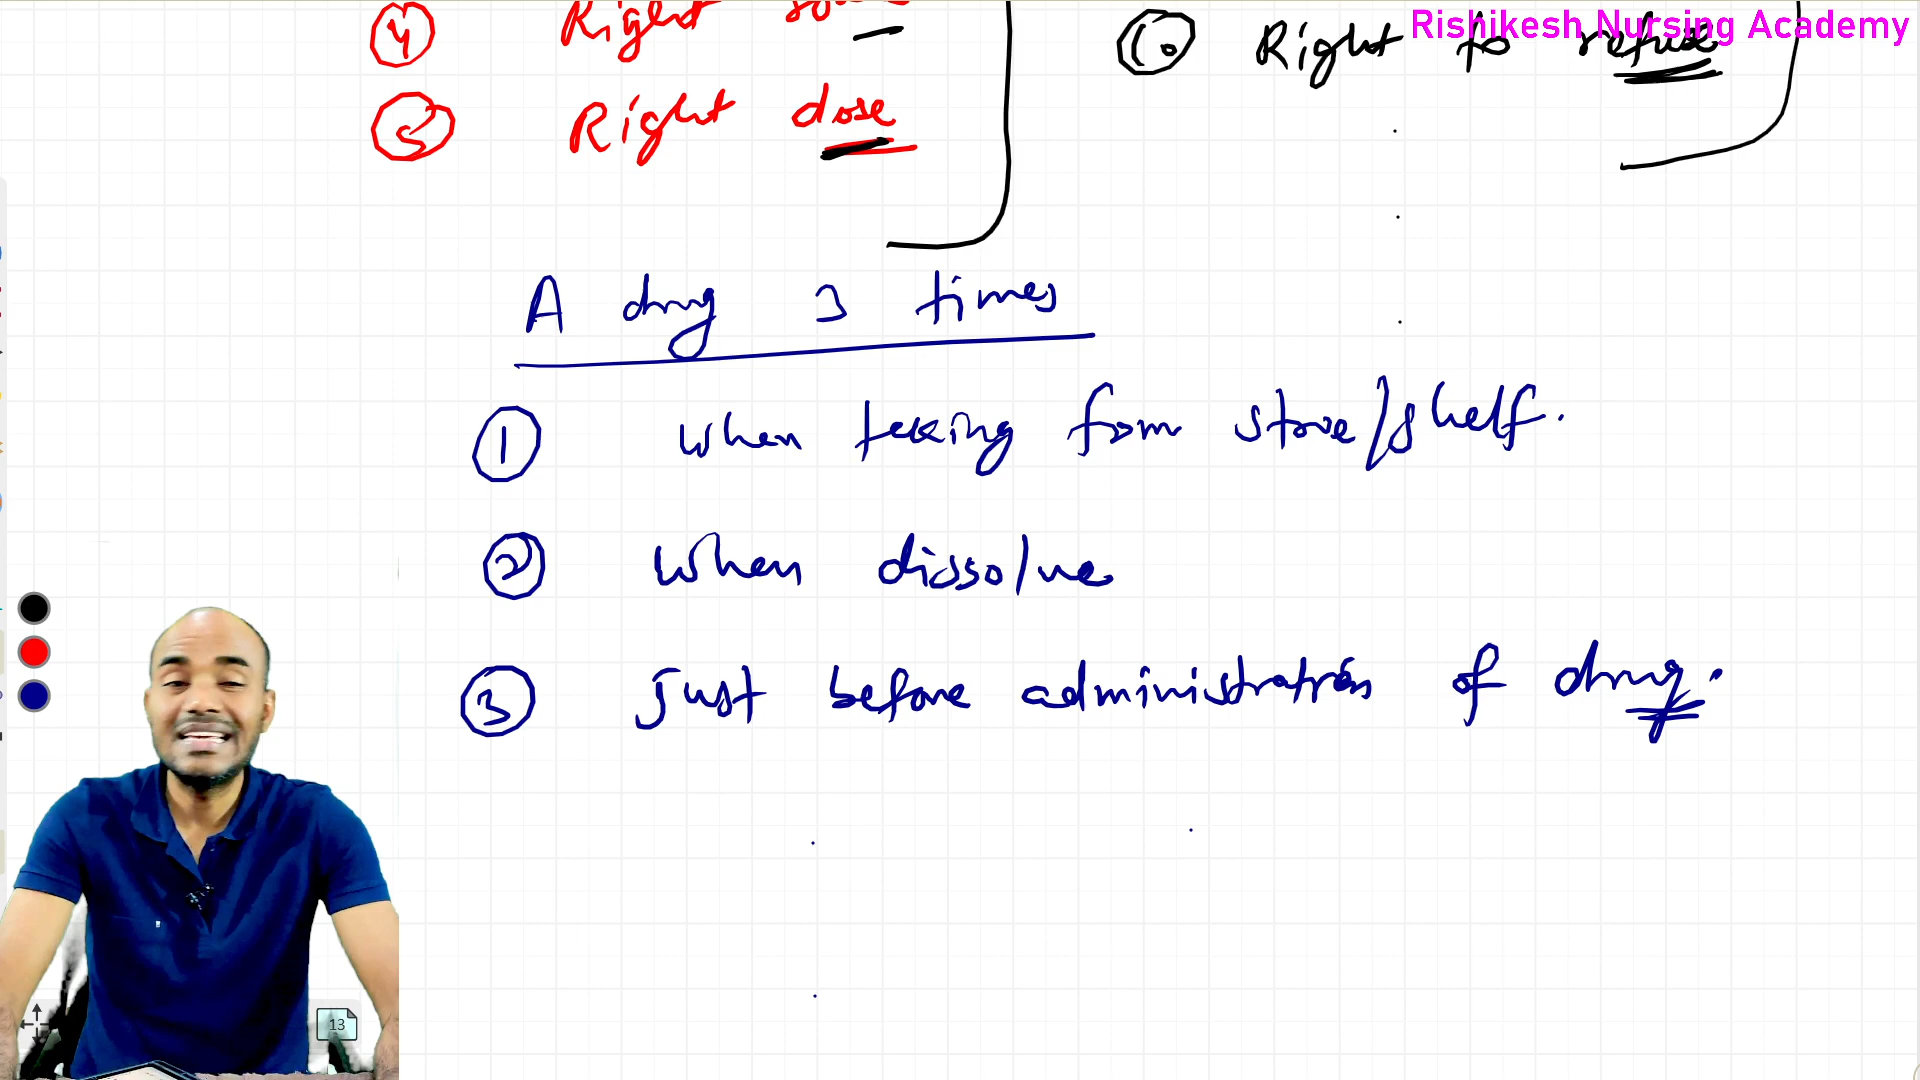 Rishikesh Nursing Academy
④ Right
⑤ Right dose
⑩ Right to refuse
A drug 3 times
① When taking from store/shelf.
② When dissolve
③ Just before administration of drug.
13